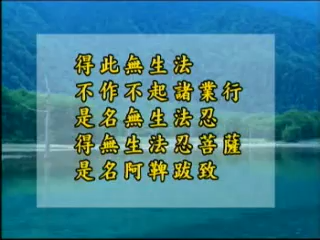 得此無生法
不作不起諸業行
是名無生法忍
得無生法忍菩薩
是名阿鞞跋致